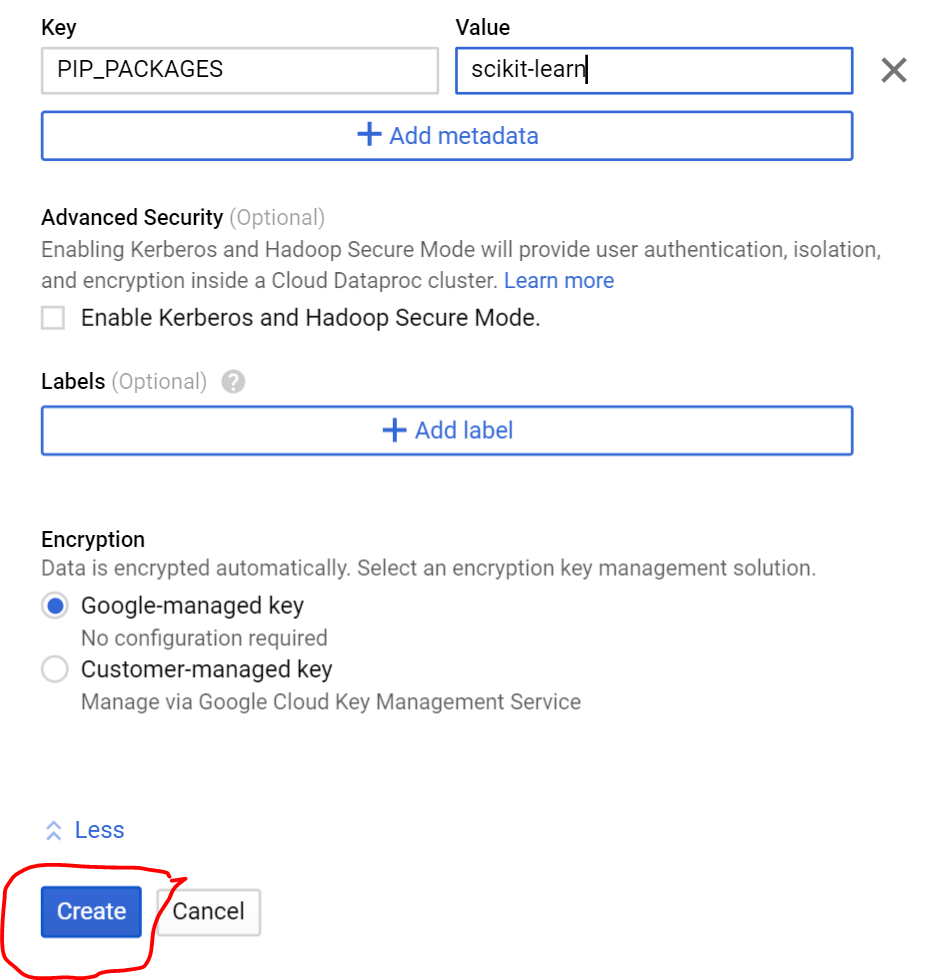 Key Value
PIP_PACKAGES scikit-learn
Add metadata
Advanced Security (Optional)
Enabling Kerberos and Hadoop Secure Mode will provide user authentication, isolation,
and encryption inside a Cloud Dataproc cluster. Learn more
Enable Kerberos and Hadoop Secure Mode.
Labels (Optional) ?
Add label
Encryption
Data is encrypted automatically. Select an encryption key management solution.
Google-managed key
No configuration required
Customer-managed key
Manage via Google Cloud Key Management Service
Less
Create Cancel